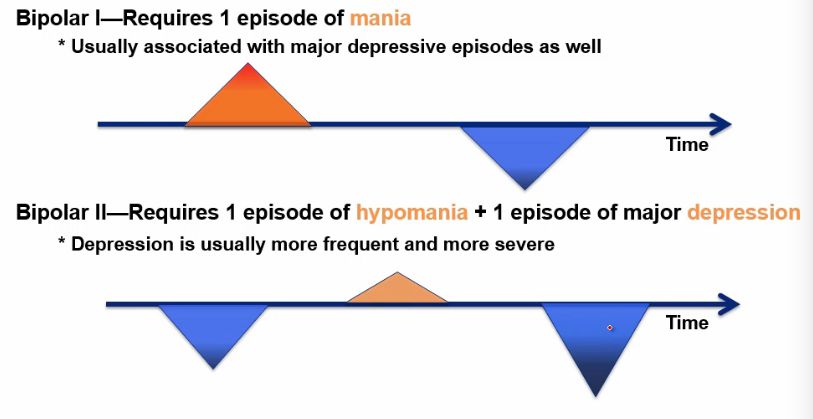 Bipolar I—Requires 1 episode of mania
* Usually associated with major depressive episodes as well
Time
Bipolar II—Requires 1 episode of hypomania + 1 episode of major depression
* Depression is usually more frequent and more severe
Time